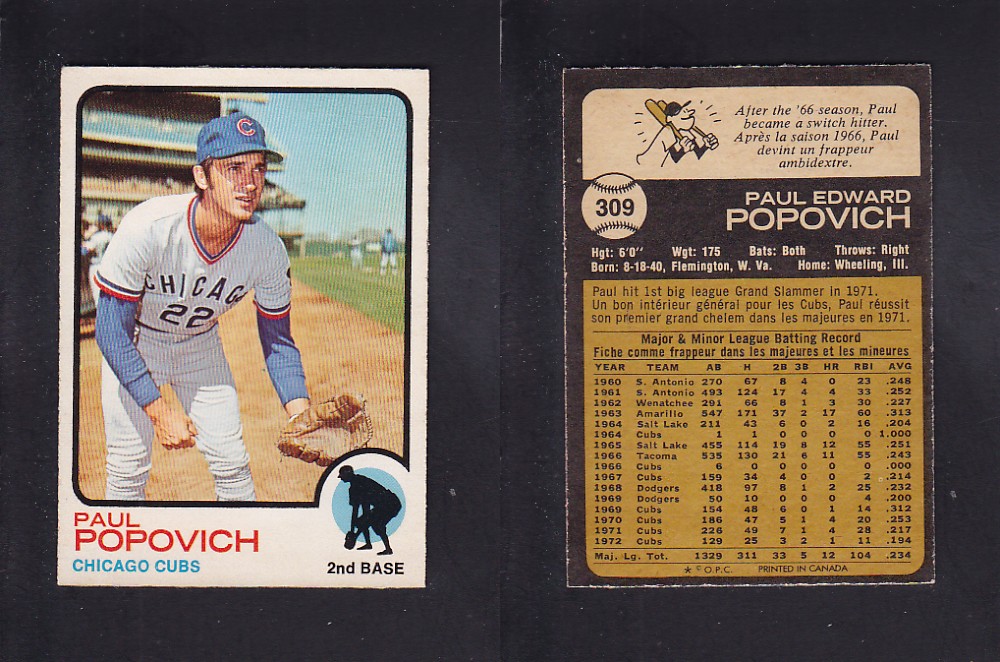 C
CHICAG
22
PAUL
POPOVICH
CHICAGO CUBS
2nd BASE
After the '66 season, Paul
became a switch hitter.
Après la saison 1966, Paul
devint un frappeur
ambidextre.
309
PAUL EDWARD
POPOVICH
Hgt: 6'0" Wgt: 175 Bats: Both Throws: Right
Born: 8-18-40, Flemington, W. Va. Home: Wheeling, Ill.
Paul hit 1st big league Grand Slammer in 1971.
Un bon intérieur général pour les Cubs, Paul réussit
son premier grand chelem dans les majeures en 1971.
Major & Minor League Batting Record
Fiche comme frappeur dans les majeures et les mineures
YEAR TEAM AB H 2B 3B HR RBI AVG
1960 S. Antonio 270 67 8 4 0 23 .248
1961 S. Antonio 493 124 17 4 4 33 .252
1962 Wenatchee 291 66 8 1 3 30 .227
1963 Amarillo 547 171 37 2 17 60 .313
1964 Salt Lake 211 43 6 0 2 16 .204
1964 Cubs 1 1 0 0 0 0 1.000
1965 Salt Lake 455 114 19 8 12 55 .251
1966 Tacoma 535 130 21 6 11 55 .243
1966 Cubs 6 0 0 0 0 0 .000
1967 Cubs 159 34 4 0 0 2 .214
1968 Dodgers 418 97 8 1 2 25 .232
1969 Dodgers 50 10 0 0 0 4 .200
1969 Cubs 154 48 6 0 1 14 .312
1970 Cubs 186 47 5 1 4 20 .253
1971 Cubs 226 49 7 1 4 28 .217
1972 Cubs 129 25 3 2 1 11 .194
Maj. Lg. Tot. 1329 311 33 5 12 104 .234
* © O.P.C. PRINTED IN CANADA